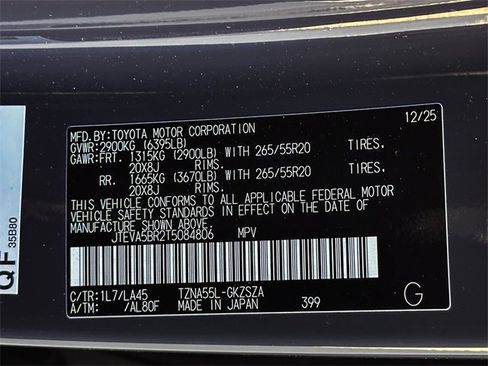 12/25
MFD.BY:TOYOTA MOTOR CORPORATION
GVWR:2900KG (6395LB)
GAWR:FRT. 1315KG (2900LB) WITH 265/55R20 TIRES,
20X8J RIMS,
RR. 1665KG (3670LB) WITH 265/55R20 TIRES,
20X8J RIMS.
THIS VEHICLE CONFORMS TO ALL APPLICABLE FEDERAL MOTOR
VEHICLE SAFETY STANDARDS IN EFFECT ON THE DATE OF
MANUFACTURE SHOWN ABOVE.
JTEVA5BR2T5084806 MPV
C/TR:1L7/LA45 TZNA55L-GKZSZA
A/TM: /AL80F MADE IN JAPAN 399 G
QF 35B80